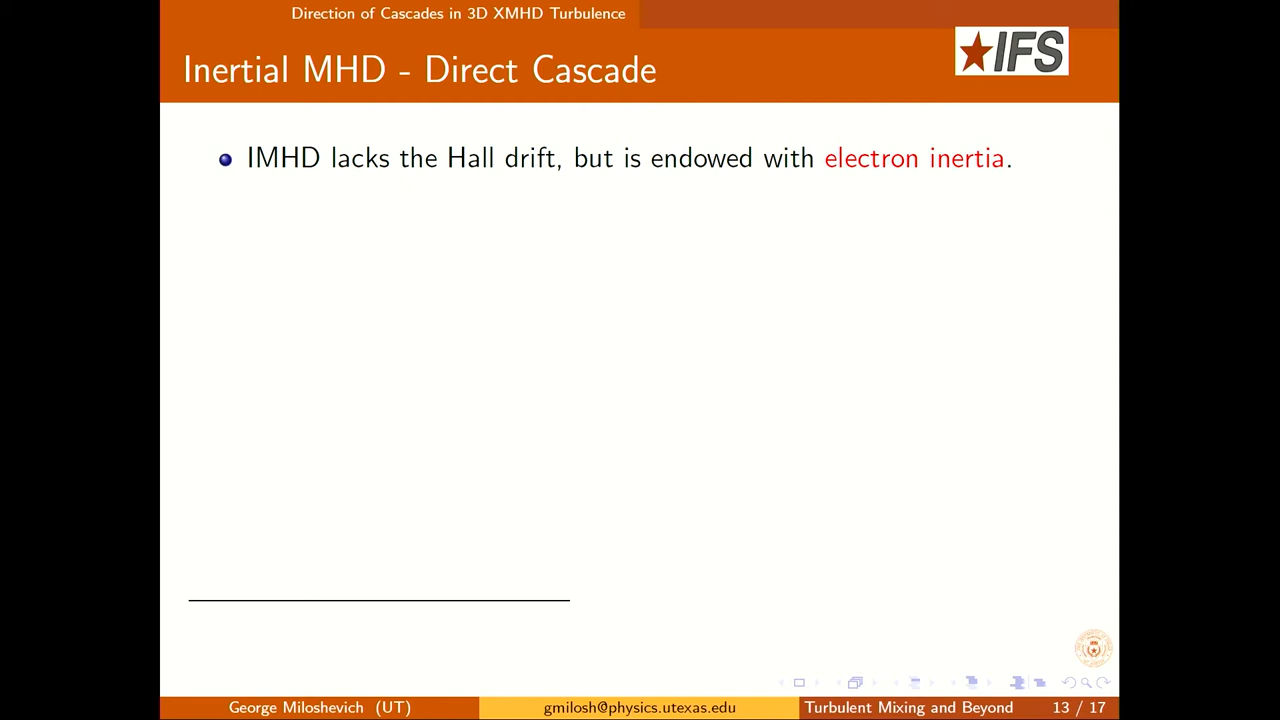 Direction of Cascades in 3D XMHD Turbulence
Inertial MHD - Direct Cascade
IFS
IMHD lacks the Hall drift, but is endowed with electron inertia.
George Miloshevich (UT)
gmilosh@physics.utexas.edu
Turbulent Mixing and Beyond
13 / 17